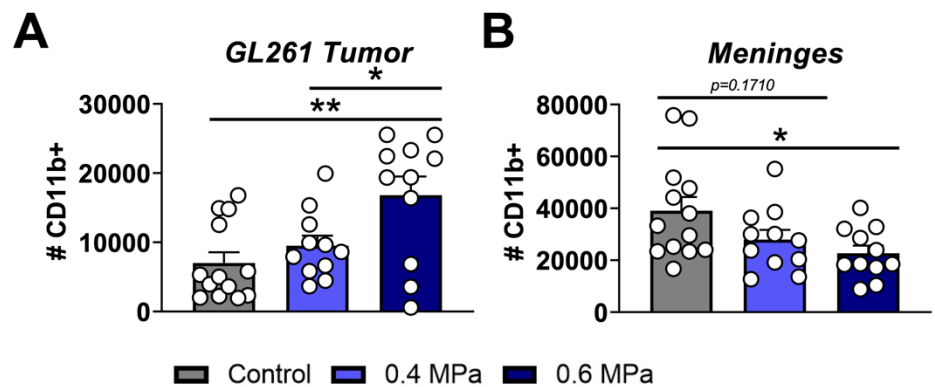 A
GL261 Tumor
*
**
# CD11b+
30000
20000
10000
0
B
Meninges
p=0.1710
*
# CD11b+
80000
60000
40000
20000
0
Control 0.4 MPa 0.6 MPa